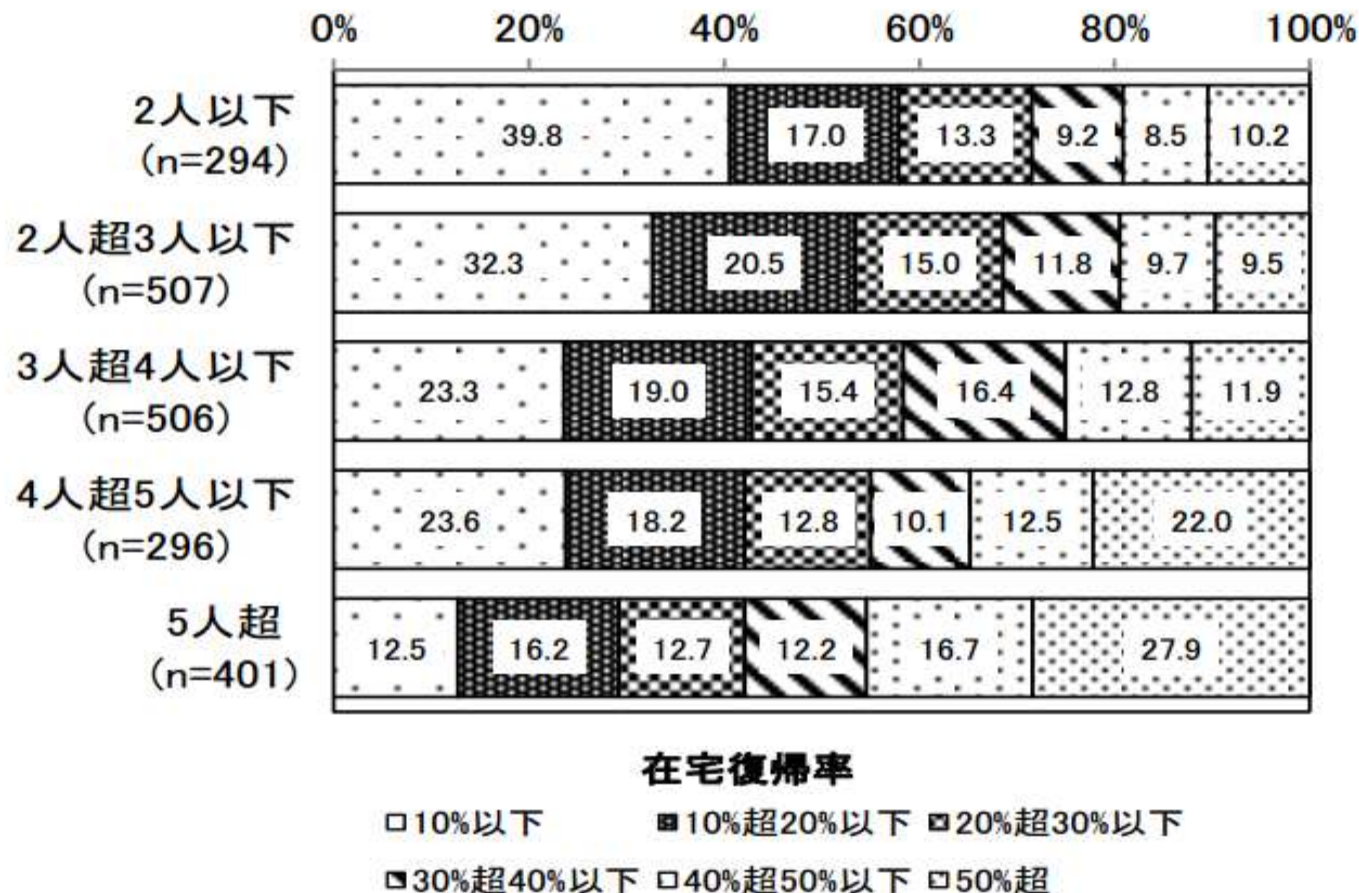 0% 20% 40% 60% 80% 100%
2人以下
(n=294)
39.8 17.0 13.3 9.2 8.5 10.2
2人超3人以下
(n=507)
32.3 20.5 15.0 11.8 9.7 9.5
3人超4人以下
(n=506)
23.3 19.0 15.4 16.4 12.8 11.9
4人超5人以下
(n=296)
23.6 18.2 12.8 10.1 12.5 22.0
5人超
(n=401)
12.5 16.2 12.7 12.2 16.7 27.9
在宅復帰率
10%以下 10%超20%以下 20%超30%以下
30%超40%以下 40%超50%以下 50%超